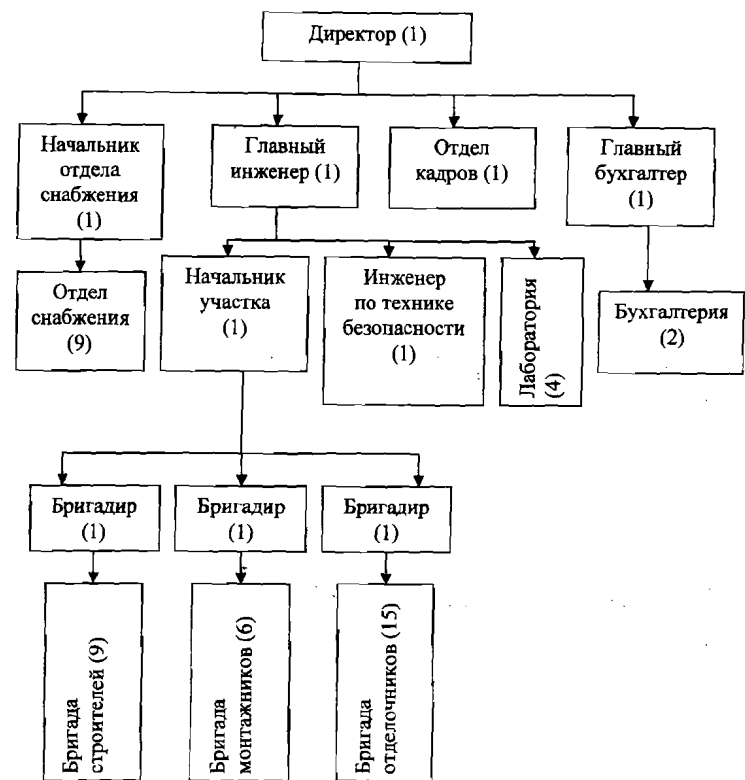 Директор (1)
Начальник
отдела
снабжения
(1)
Главный
инженер (1)
Отдел
кадров (1)
Главный
бухгалтер
(1)
Отдел
снабжения
(9)
Начальник
участка
(1)
Инженер
по технике
безопасности
(1)
Лаборатория
(4)
Бухгалтерия
(2)
Бригадир
(1)
Бригадир
(1)
Бригадир
(1)
Бригада
строителей (9)
Бригада
монтажников (6)
Бригада
отделочников (15)